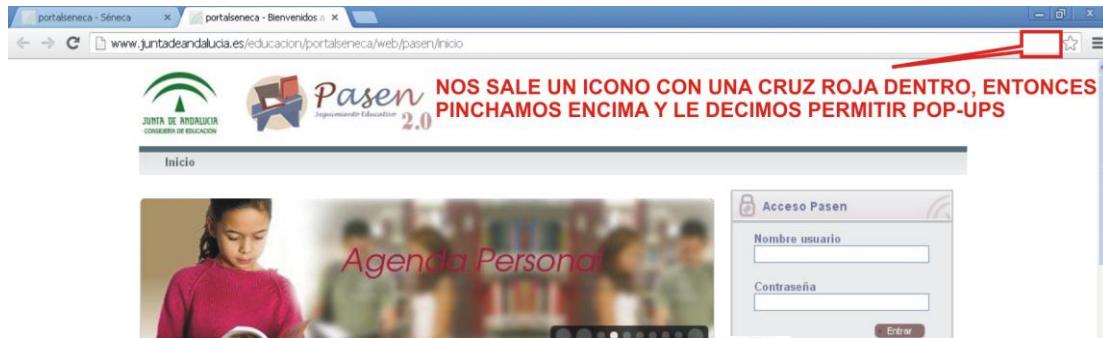 portalseneca - Séneca
portalseneca - Bienvenidos a
www.juntadeandalucia.es/educacion/portalseneca/web/pasen/inicio
NOS SALE UN ICONO CON UNA CRUZ ROJA DENTRO, ENTONCES
PINCHAMOS ENCIMA Y LE DECIMOS PERMITIR POP-UPS
JUNTA DE ANDALUCIA
CONSEJERÍA DE EDUCACIÓN
Pasen
Seguimiento Educativo
2.0
Inicio
Agenda Personal
Acceso Pasen
Nombre usuario
Contraseña
Entrar